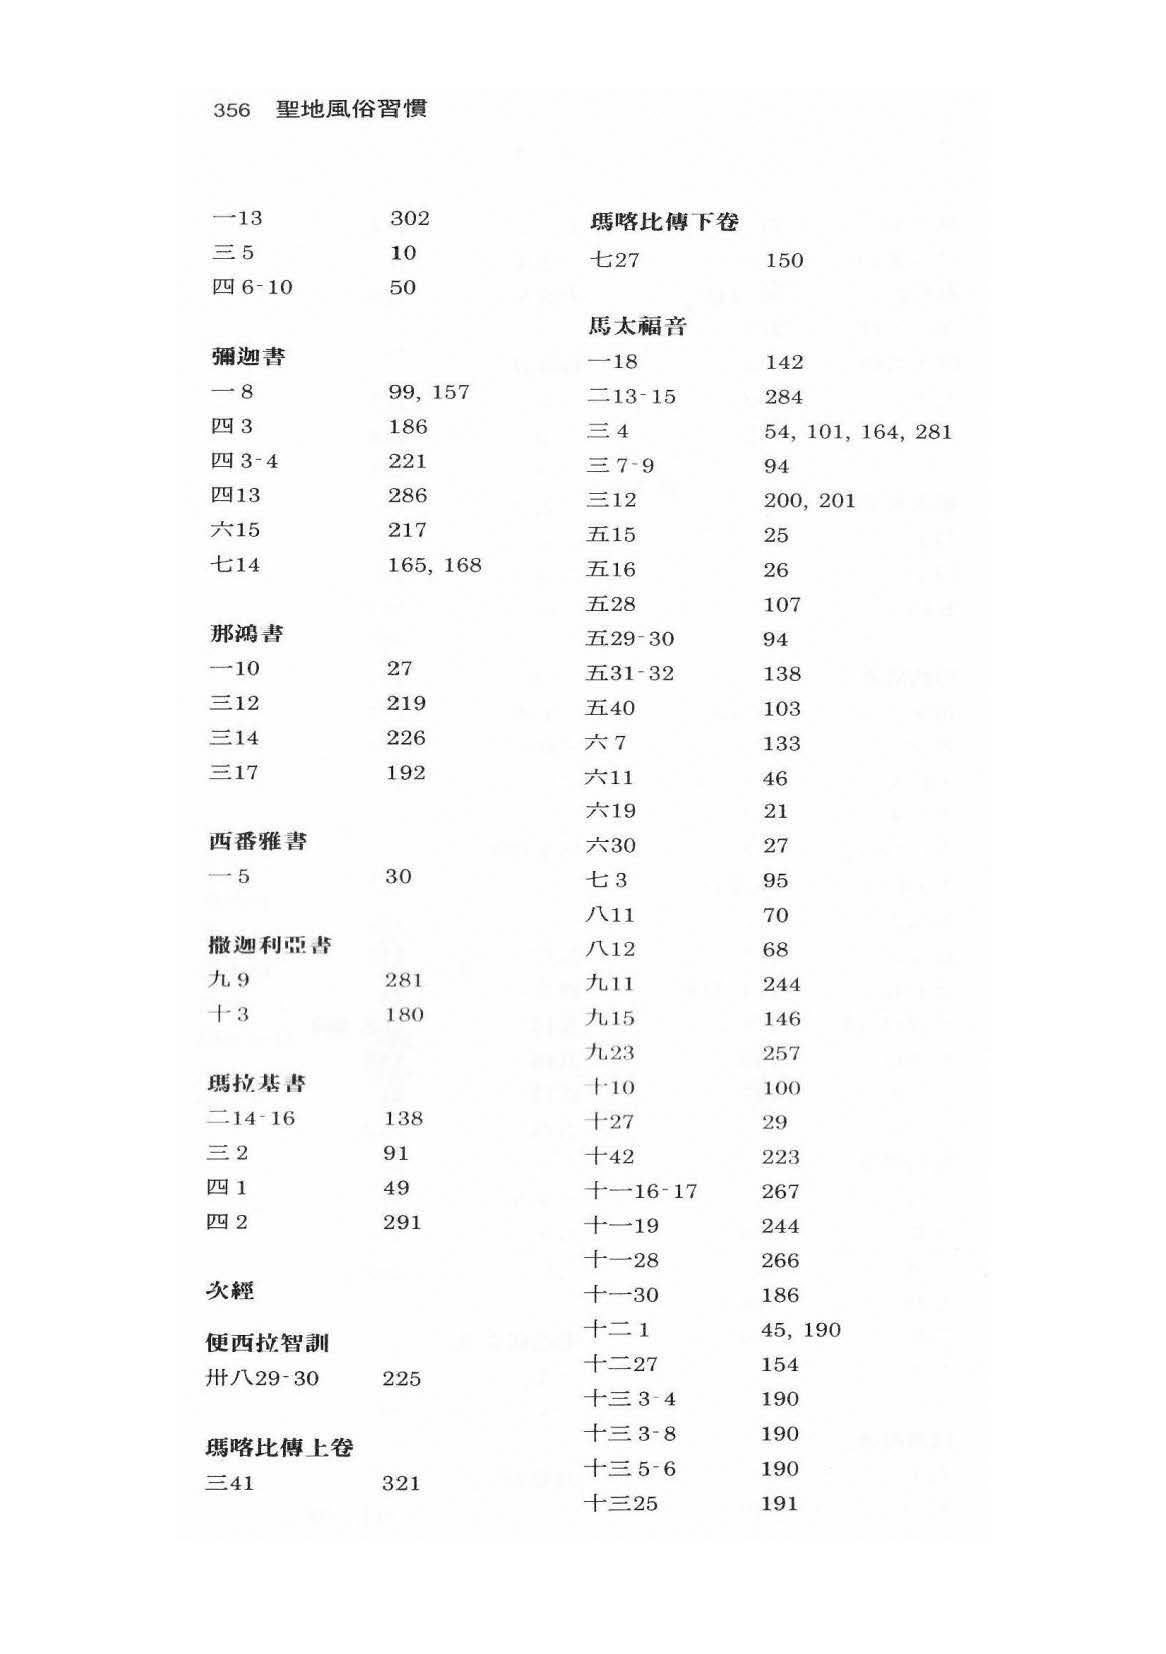 356 聖地風俗習慣
一13 302
三 5 10
四 6-10 50
彌迦書
一 8 99, 157
四 3 186
四 3-4 221
四13 286
六15 217
七14 165, 168
那鴻書
一10 27
三12 219
三14 226
三17 192
西番雅書
一 5 30
撒迦利亞書
九 9 281
十 3 180
瑪拉基書
二14-16 138
三 2 91
四 1 49
四 2 291
次經
便西拉智訓
卅八29-30 225
瑪喀比傳上卷
三41 321
瑪喀比傳下卷
七27 150
馬太福音
一18 142
二13-15 284
三 4 54, 101, 164, 281
三 7-9 94
三12 200, 201
五15 25
五16 26
五28 107
五29-30 94
五31-32 138
五40 103
六 7 133
六11 46
六19 21
六30 27
七 3 95
八11 70
八12 68
九11 244
九15 146
九23 257
十10 100
十27 29
十42 223
十一16-17 267
十一19 244
十一28 266
十一30 186
十二 1 45, 190
十二27 154
十三 3-4 190
十三 3-8 190
十三 5-6 190
十三25 191